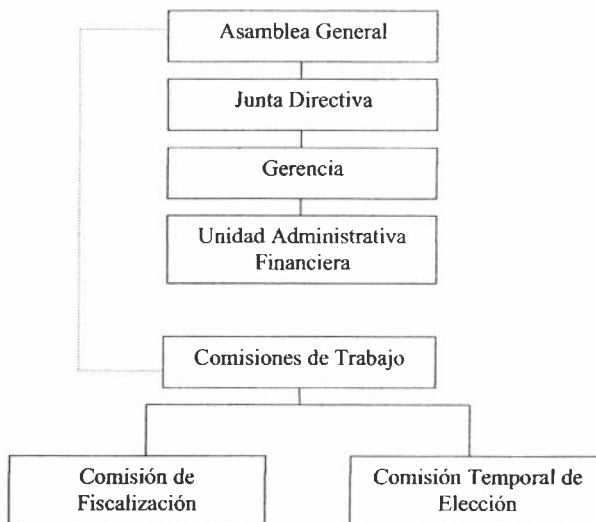 Asamblea General
Junta Directiva
Gerencia
Unidad Administrativa
Financiera
Comisiones de Trabajo
Comisión de
Fiscalización
Comisión Temporal de
Elección